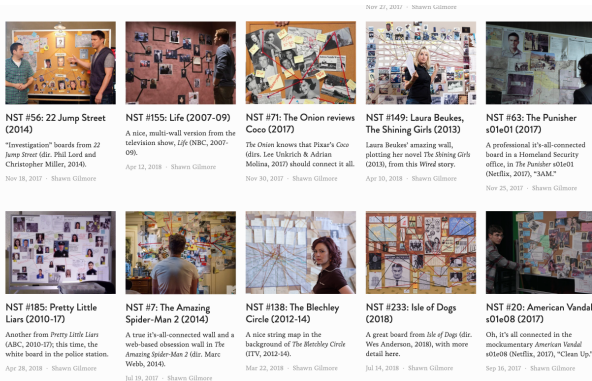 Nov 27, 2017 · Shawn Gilmore
NST #56: 22 Jump Street
(2014)
"Investigation" boards from 22
Jump Street (dir. Phil Lord and
Christopher Miller, 2014).
Nov 18, 2017 · Shawn Gilmore
NST #155: Life (2007-09)
A nice, multi-wall version from the
television show, Life (NBC, 2007-
09).
Apr 12, 2018 · Shawn Gilmore
NST #71: The Onion reviews
Coco (2017)
The Onion knows that Pixar's Coco
(dirs. Lee Unkrich & Adrian
Molina, 2017) should connect it all.
Nov 30, 2017 · Shawn Gilmore
NST #149: Laura Beukes,
The Shining Girls (2013)
Laura Beukes' amazing wall,
plotting her novel The Shining Girls
(2013), from this Wired story.
Apr 10, 2018 · Shawn Gilmore
NST #63: The Punisher
s01e01 (2017)
A professional it's-all-connected
board in a Homeland Security
office, in The Punisher s01e01
(Netflix, 2017), "3AM."
Nov 25, 2017 · Shawn Gilmore
NST #185: Pretty Little
Liars (2010-17)
Another from Pretty Little Liars
(ABC, 2010-17); this time, the
white board in the police station.
Apr 28, 2018 · Shawn Gilmore
NST #7: The Amazing
Spider-Man 2 (2014)
A true it's-all-connected wall and a
web-based obsession wall in The
Amazing Spider-Man 2 (dir. Marc
Webb, 2014).
Jul 19, 2017 · Shawn Gilmore
NST #138: The Blechley
Circle (2012-14)
A nice string map in the
background of The Blechley Circle
(ITV, 2012-14).
Mar 22, 2018 · Shawn Gilmore
NST #233: Isle of Dogs
(2018)
A great board from Isle of Dogs (dir.
Wes Anderson, 2018), with more
detail here.
Jul 14, 2018 · Shawn Gilmore
NST #20: American Vandal
s01e08 (2017)
Oh, it's all connected in the
mockumentary American Vandal
s01e08 (Netflix, 2017), "Clean Up."
Sep 16, 2017 · Shawn Gilmore